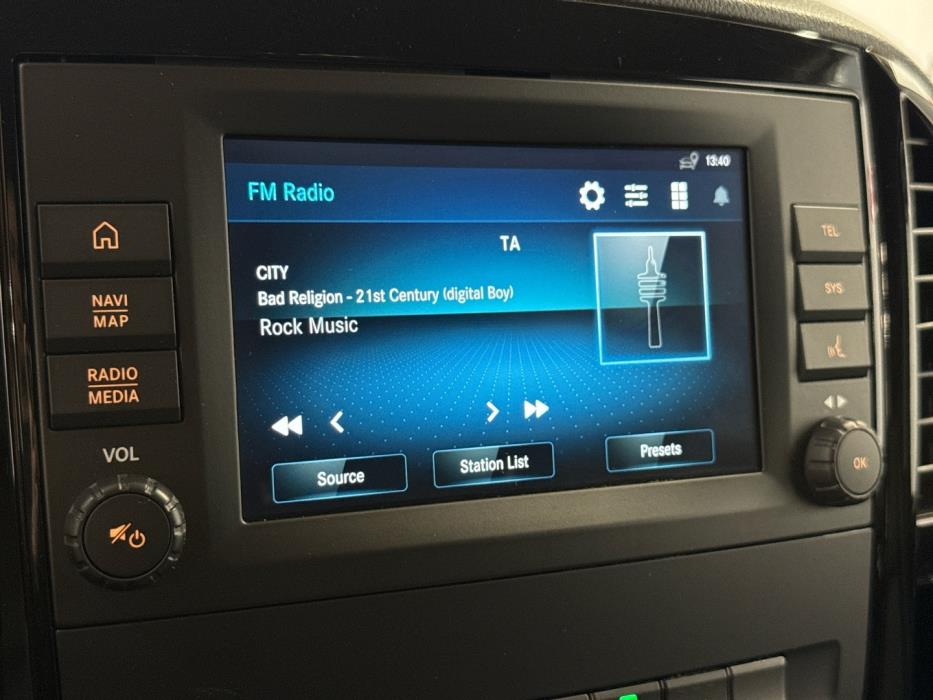 13:40
FM Radio
TA
CITY
Bad Religion - 21st Century (digital Boy)
Rock Music
Source
Station List
Presets
NAVI
MAP
RADIO
MEDIA
VOL
TEL
SYS
OK